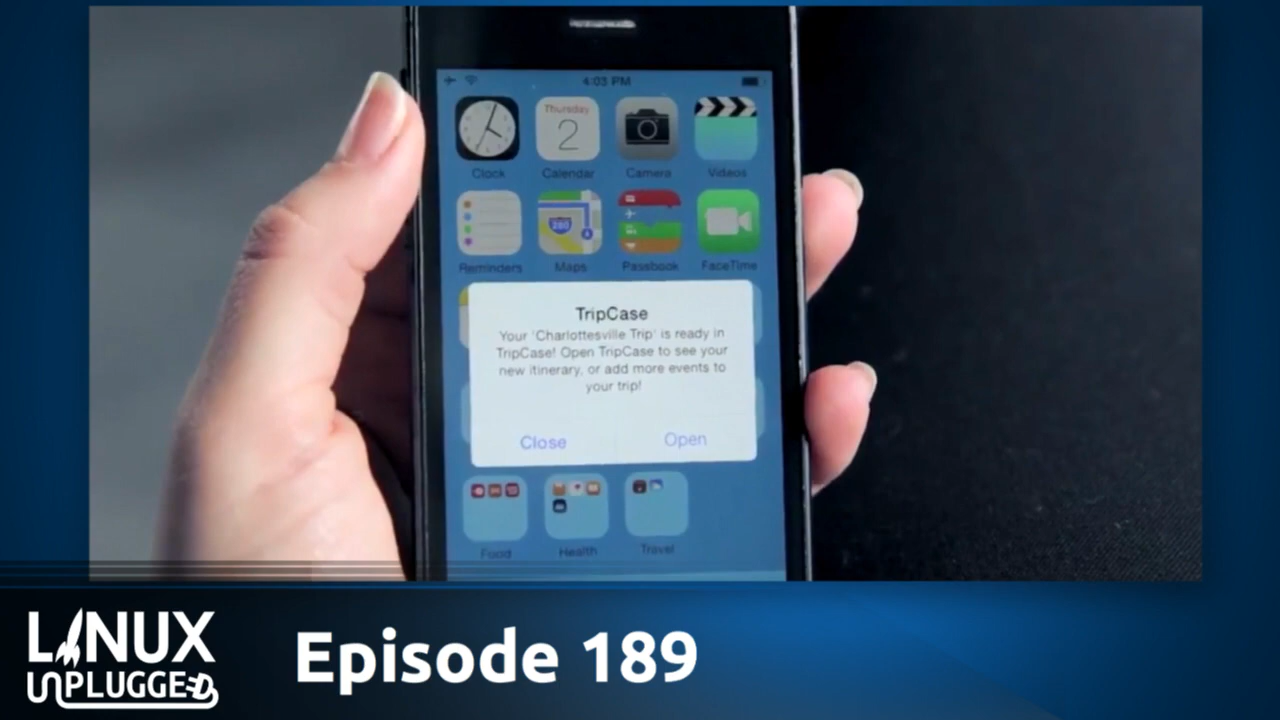 4:03 PM
Thursday
2
Clock Calendar Camera Videos
280
Reminders Maps Passbook FaceTime
TripCase
Your 'Charlottesville Trip' is ready in
TripCase! Open TripCase to see your
new itinerary, or add more events to
your trip!
Close Open
Food Health Travel
LINUX
UNPLUGGED
Episode 189